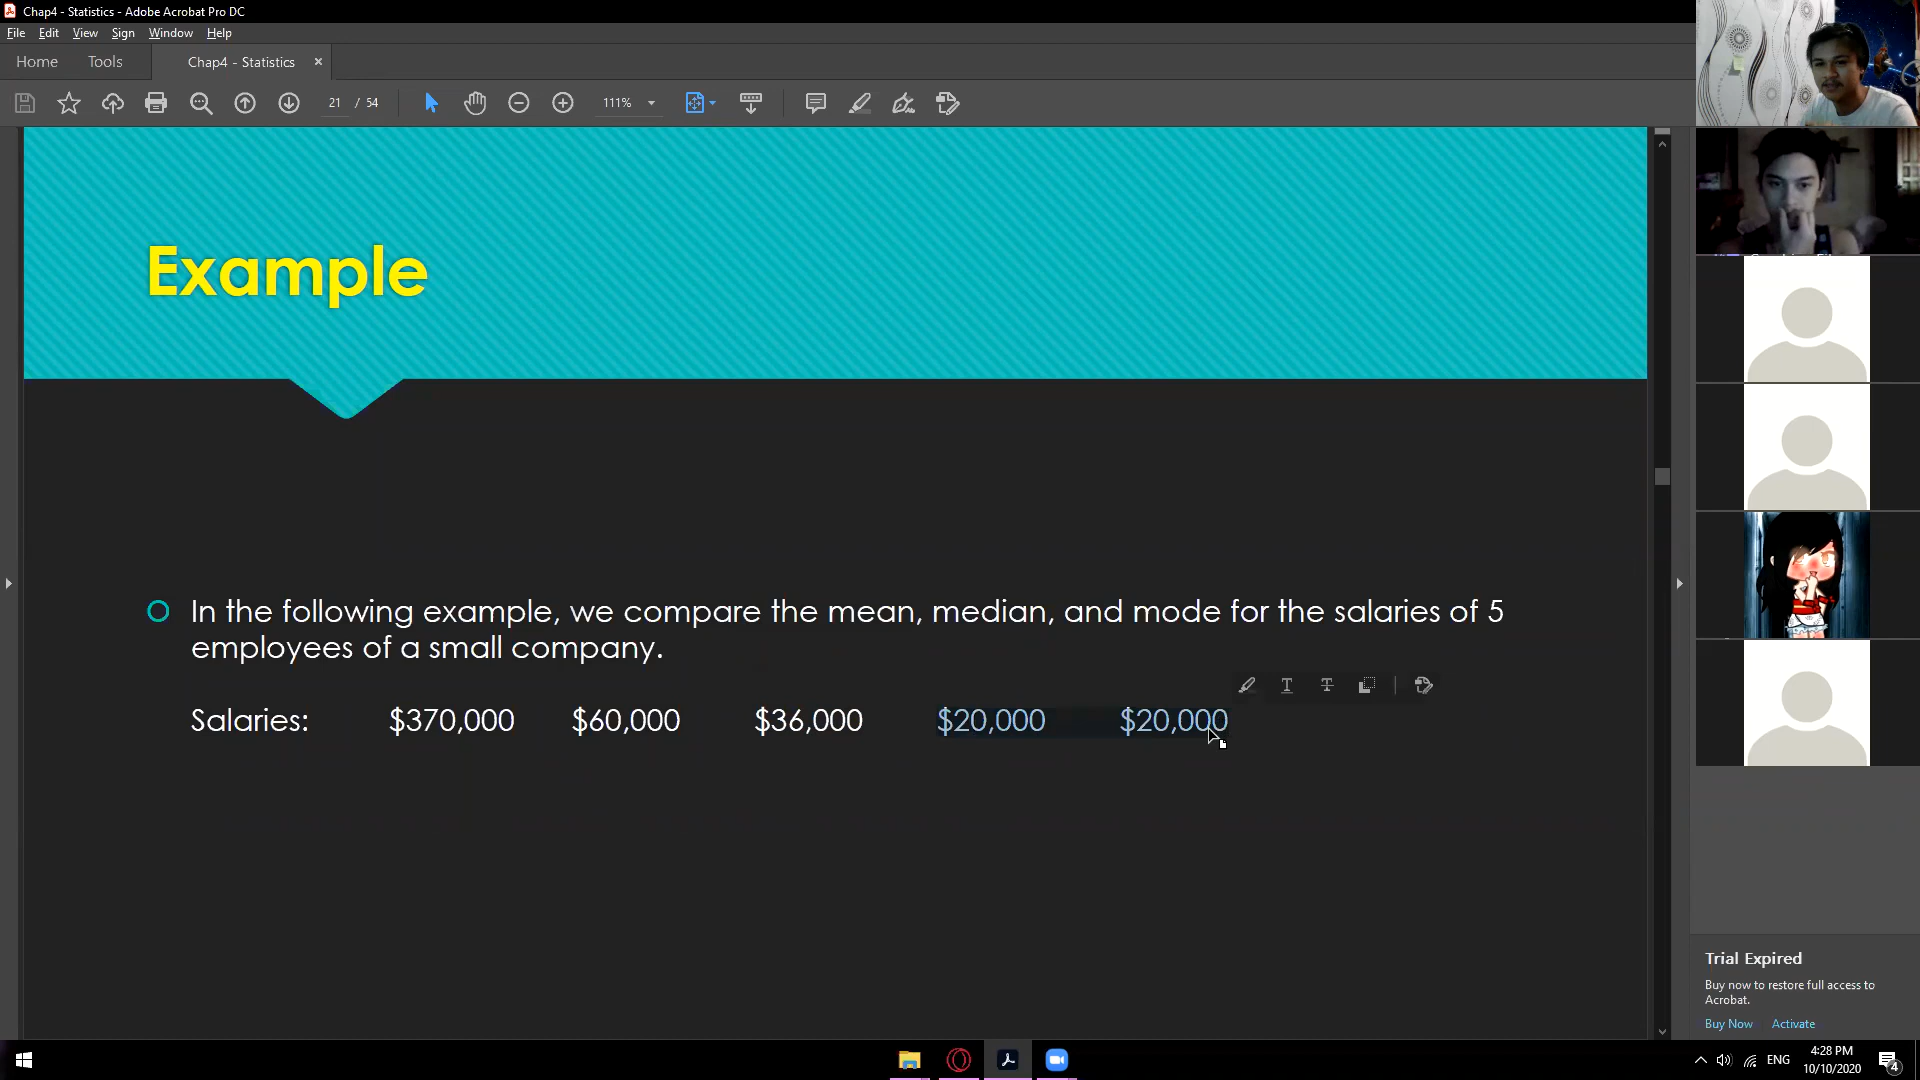 Chap4 - Statistics - Adobe Acrobat Pro DC
File Edit View Sign Window Help
Home Tools Chap4 - Statistics ×
21 / 54 111%
Example
In the following example, we compare the mean, median, and mode for the salaries of 5
employees of a small company.
Salaries: $370,000 $60,000 $36,000 $20,000 $20,000
Trial Expired
Buy now to restore full access to
Acrobat.
Buy Now Activate
ENG
4:28 PM
10/10/2020
4